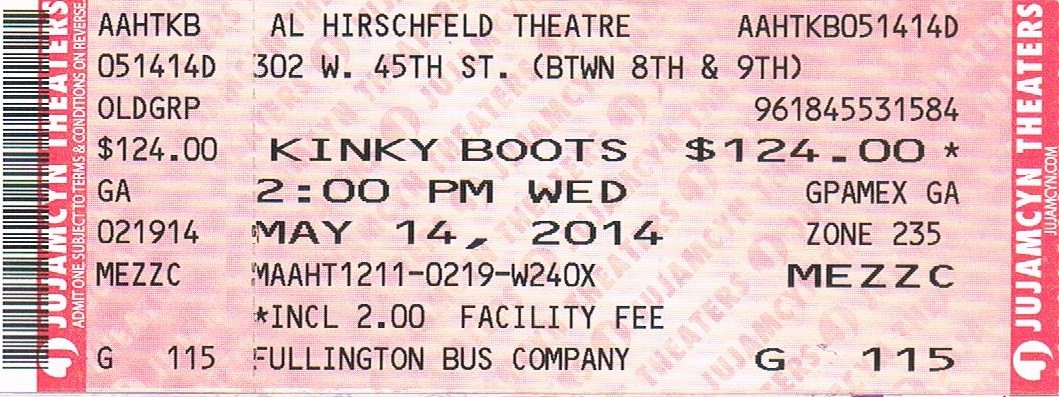 JUJAMCYN THEATERS
ADMIT ONE. SUBJECT TO TERMS & CONDITIONS ON REVERSE.
AAHTKB AL HIRSCHFELD THEATRE AAHTKB051414D
051414D 302 W. 45TH ST. (BTWN 8TH & 9TH)
OLDGRP 961845531584
$124.00 KINKY BOOTS $124.00 *
GA 2:00 PM WED GPAMEX GA
021914 MAY 14, 2014 ZONE 235
MEZZC MAAHT1211-0219-W240X MEZZC
*INCL 2.00 FACILITY FEE
G 115 FULLINGTON BUS COMPANY G 115
JUJAMCYN THEATERS
JUJAMCYN.COM